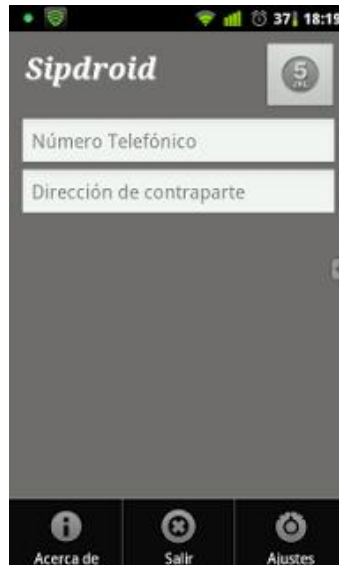 37 18:19
Sipdroid
5
Número Telefónico
Dirección de contraparte
Acerca de
Salir
Ajustes